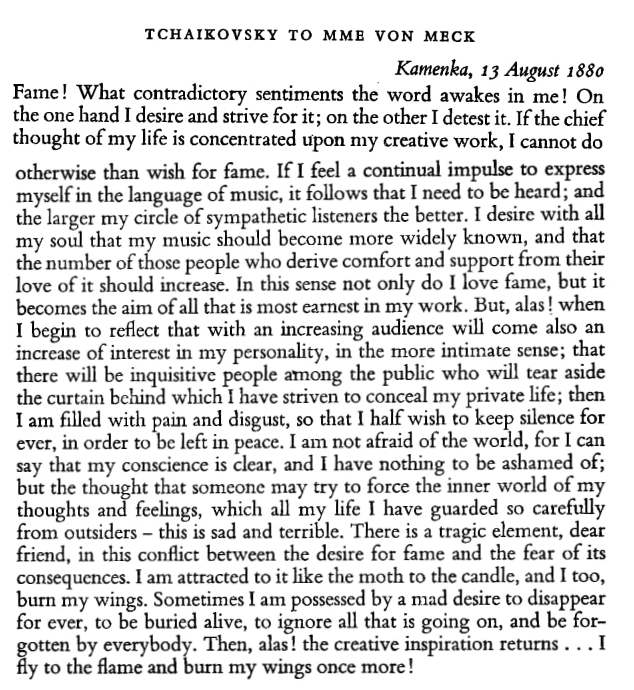 TCHAIKOVSKY TO MME VON MECK
Kamenka, 13 August 1880
Fame! What contradictory sentiments the word awakes in me! On
the one hand I desire and strive for it; on the other I detest it. If the chief
thought of my life is concentrated upon my creative work, I cannot do
otherwise than wish for fame. If I feel a continual impulse to express
myself in the language of music, it follows that I need to be heard; and
the larger my circle of sympathetic listeners the better. I desire with all
my soul that my music should become more widely known, and that
the number of those people who derive comfort and support from their
love of it should increase. In this sense not only do I love fame, but it
becomes the aim of all that is most earnest in my work. But, alas! when
I begin to reflect that with an increasing audience will come also an
increase of interest in my personality, in the more intimate sense; that
there will be inquisitive people among the public who will tear aside
the curtain behind which I have striven to conceal my private life; then
I am filled with pain and disgust, so that I half wish to keep silence for
ever, in order to be left in peace. I am not afraid of the world, for I can
say that my conscience is clear, and I have nothing to be ashamed of;
but the thought that someone may try to force the inner world of my
thoughts and feelings, which all my life I have guarded so carefully
from outsiders – this is sad and terrible. There is a tragic element, dear
friend, in this conflict between the desire for fame and the fear of its
consequences. I am attracted to it like the moth to the candle, and I too,
burn my wings. Sometimes I am possessed by a mad desire to disappear
for ever, to be buried alive, to ignore all that is going on, and be for-
gotten by everybody. Then, alas! the creative inspiration returns . . . I
fly to the flame and burn my wings once more!